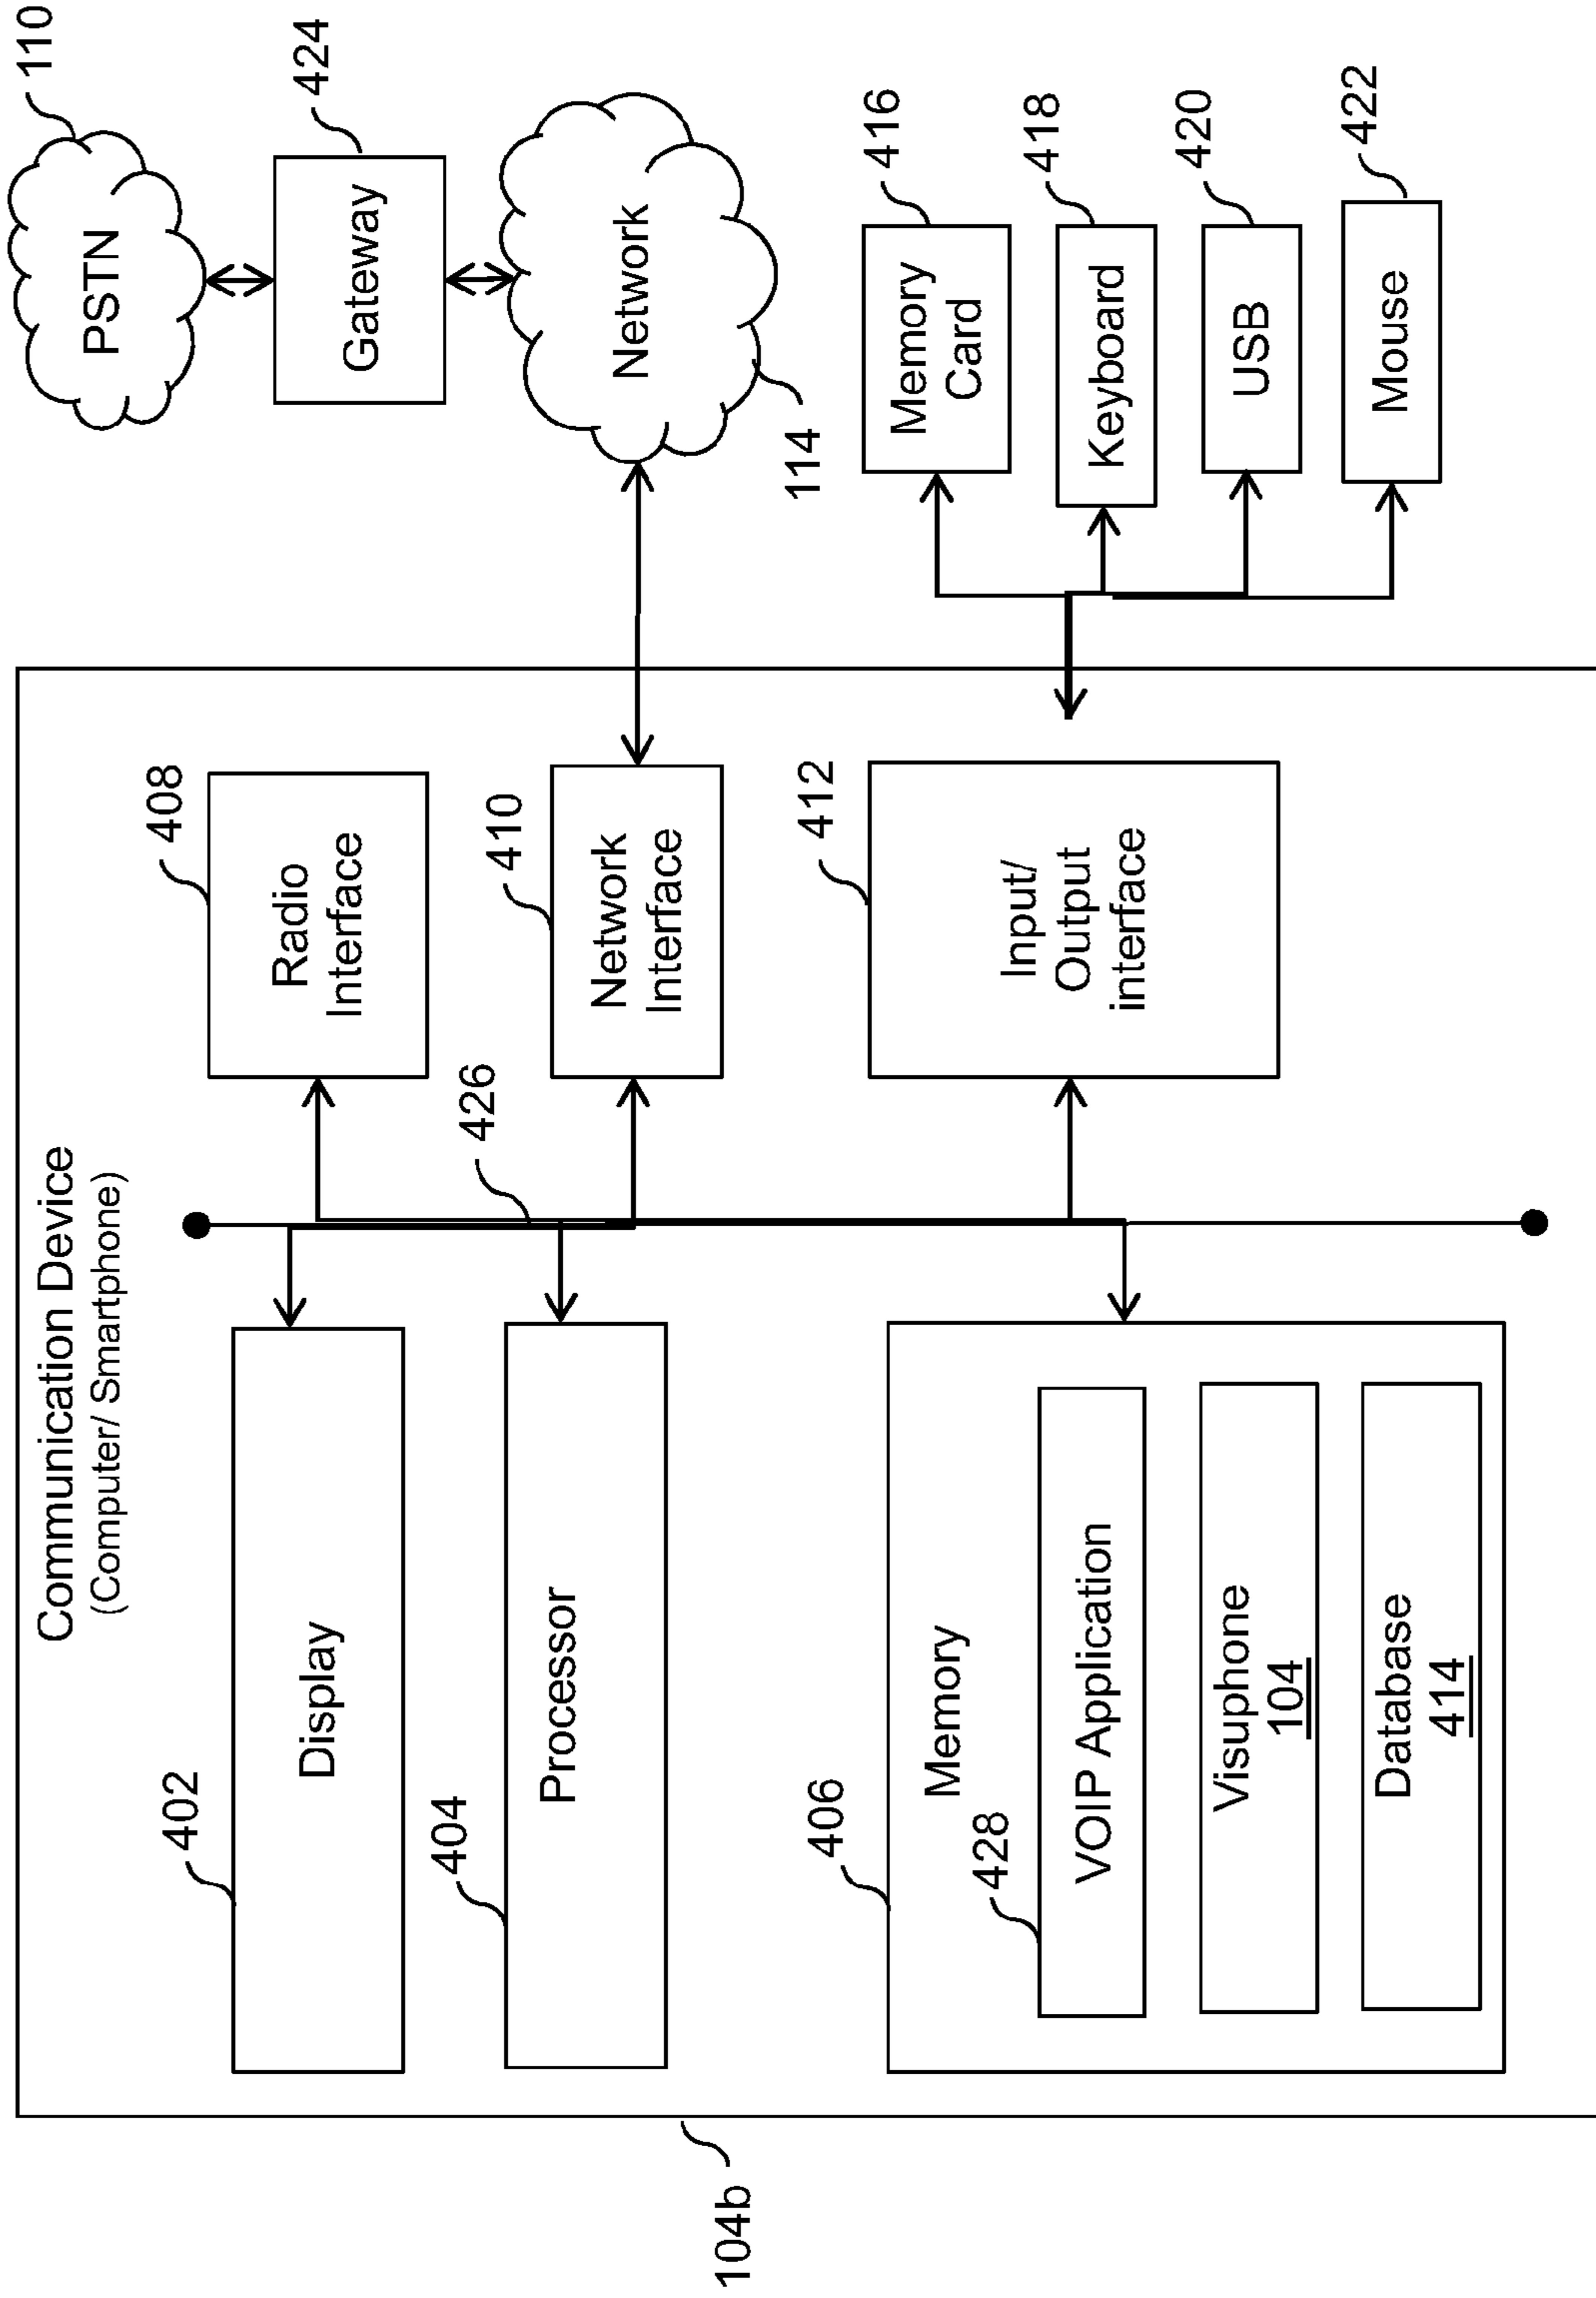 Communication Device
(Computer/ Smartphone)
104b
402
Display
404
Processor
406
Memory
428
VOIP Application
Visuphone
104
Database
414
426
408
Radio
Interface
410
Network
Interface
412
Input/
Output
interface
110
PSTN
424
Gateway
Network
114
416
Memory
Card
418
Keyboard
420
USB
422
Mouse